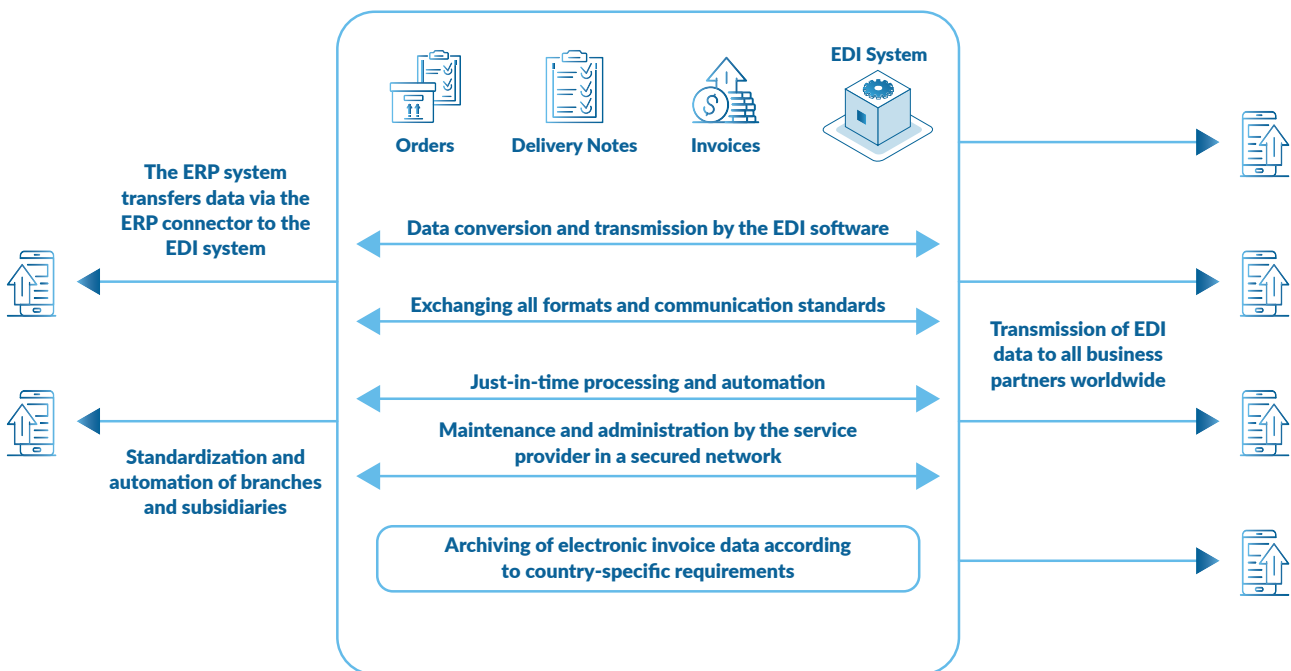 EDI System
Orders
Delivery Notes
Invoices
The ERP system
transfers data via the
ERP connector to the
EDI system
Standardization and
automation of branches
and subsidiaries
Data conversion and transmission by the EDI software
Exchanging all formats and communication standards
Just-in-time processing and automation
Maintenance and administration by the service
provider in a secured network
Archiving of electronic invoice data according
to country-specific requirements
Transmission of EDI
data to all business
partners worldwide